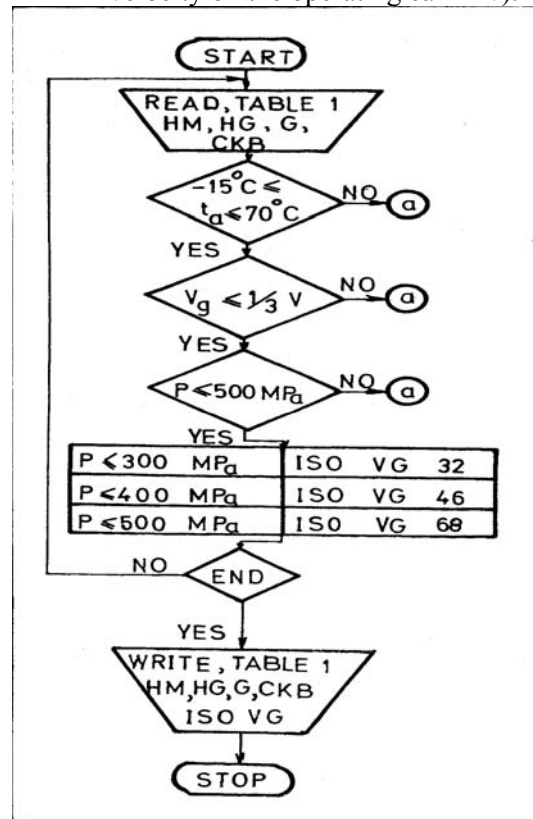 START
READ, TABLE 1
HM, HG, G,
CKB
-15°C ≤
tₐ ≤ 70°C
NO
a
YES
V_g ≤ 1/3 V
NO
a
YES
P ≤ 500 MPa
NO
a
YES
P ≤ 300 MPa ISO VG 32
P ≤ 400 MPa ISO VG 46
P ≤ 500 MPa ISO VG 68
NO
END
YES
WRITE, TABLE 1
HM, HG, G, CKB
ISO VG
STOP